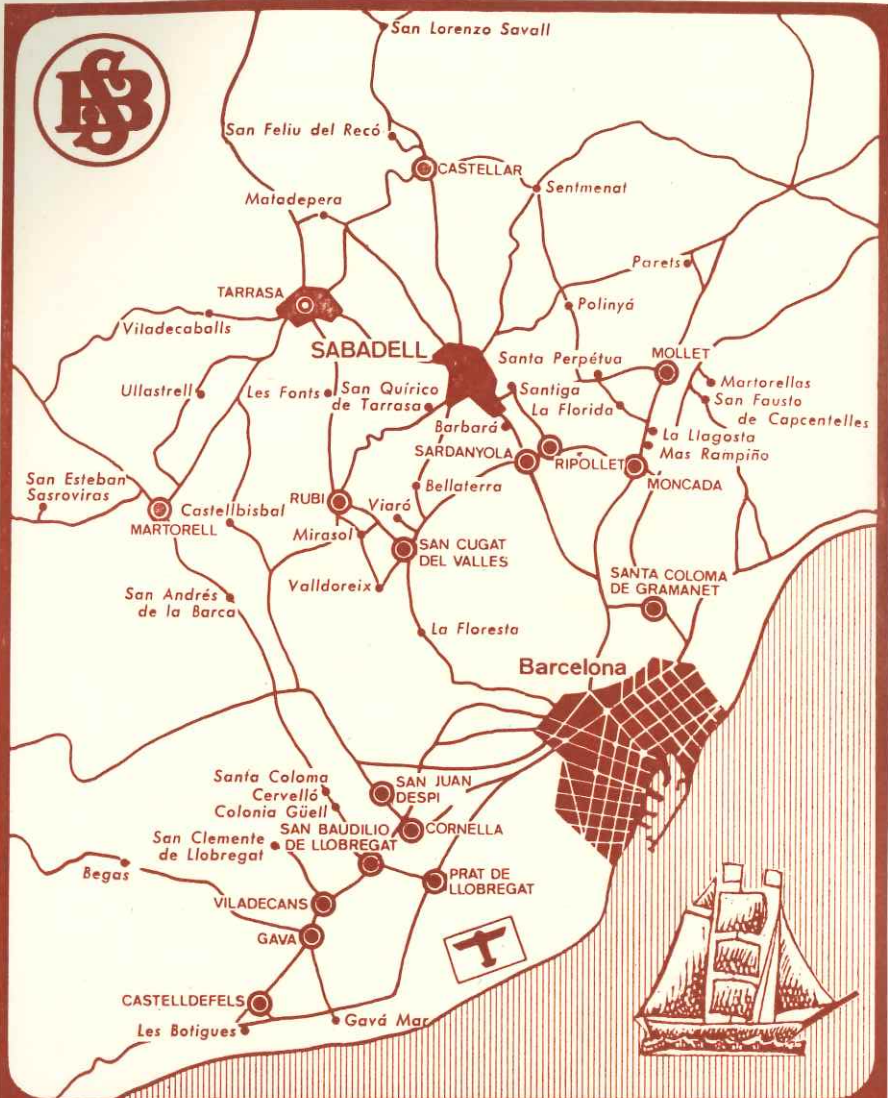 BSA
San Lorenzo Savall
San Feliu del Recó
CASTELLAR
Sentmenat
Matadepera
Parets
TARRASA
Polinyá
Viladecaballs
SABADELL
Santa Perpétua
MOLLET
Ullastrell
Les Fonts
San Quírico
de Tarrasa
Santiga
Martorellas
La Florida
San Fausto
de Capcentelles
Barbará
La Llagosta
SARDANYOLA
RIPOLLET
Mas Rampiño
MONCADA
San Esteban
Sasroviras
Bellaterra
RUBI
Viaró
MARTORELL
Castellbisbal
Mirasol
SAN CUGAT
DEL VALLES
Valldoreix
SANTA COLOMA
DE GRAMANET
San Andrés
de la Barca
La Floresta
Barcelona
Santa Coloma
Cervelló
Colonia Güell
SAN JUAN
DESPI
SAN BAUDILIO
DE LLOBREGAT
CORNELLA
San Clemente
de Llobregat
Begas
PRAT DE
LLOBREGAT
VILADECANS
GAVA
CASTELLDEFELS
Les Botigues
Gavá Mar